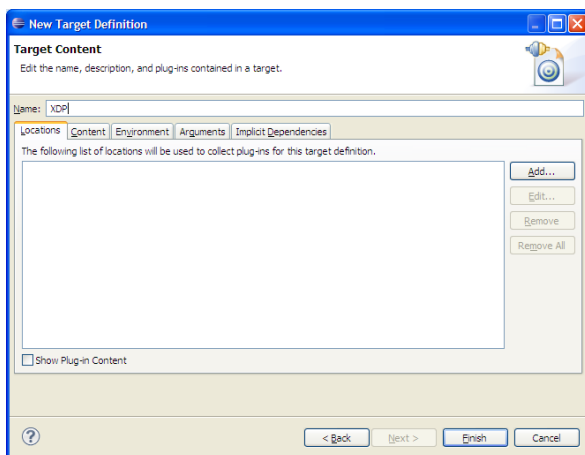 New Target Definition
Target Content
Edit the name, description, and plug-ins contained in a target.
Name: XDP
Locations Content Environment Arguments Implicit Dependencies
The following list of locations will be used to collect plug-ins for this target definition.
Add...
Edit...
Remove
Remove All
Show Plug-in Content
? < Back Next > Finish Cancel